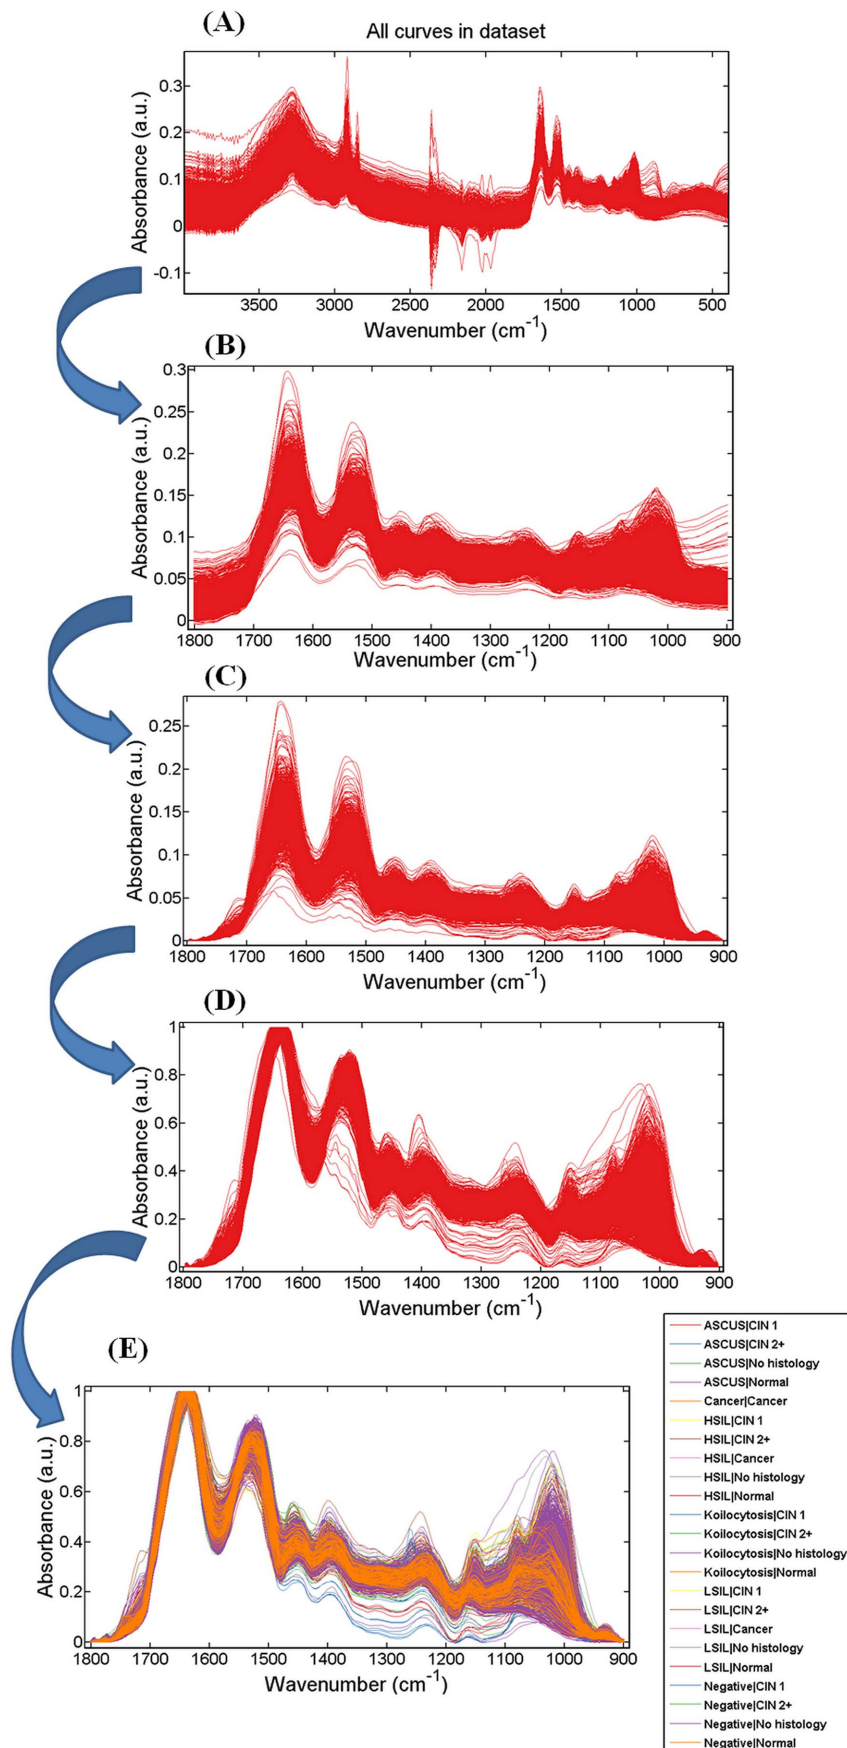 (A)
All curves in dataset
Absorbance (a.u.)
0.3
0.2
0.1
0
-0.1
3500 3000 2500 2000 1500 1000 500
Wavenumber (cm-1)
(B)
Absorbance (a.u.)
0.3
0.25
0.2
0.15
0.1
0.05
0
1800 1700 1600 1500 1400 1300 1200 1100 1000 900
Wavenumber (cm-1)
(C)
Absorbance (a.u.)
0.25
0.2
0.15
0.1
0.05
0
1800 1700 1600 1500 1400 1300 1200 1100 1000 900
Wavenumber (cm-1)
(D)
Absorbance (a.u.)
1
0.8
0.6
0.4
0.2
0
1800 1700 1600 1500 1400 1300 1200 1100 1000 900
Wavenumber (cm-1)
(E)
Absorbance (a.u.)
1
0.8
0.6
0.4
0.2
0
1800 1700 1600 1500 1400 1300 1200 1100 1000 900
Wavenumber (cm-1)
ASCUS|CIN 1
ASCUS|CIN 2+
ASCUS|No histology
ASCUS|Normal
Cancer|Cancer
HSIL|CIN 1
HSIL|CIN 2+
HSIL|Cancer
HSIL|No histology
HSIL|Normal
Koilocytosis|CIN 1
Koilocytosis|CIN 2+
Koilocytosis|No histology
Koilocytosis|Normal
LSIL|CIN 1
LSIL|CIN 2+
LSIL|Cancer
LSIL|No histology
LSIL|Normal
Negative|CIN 1
Negative|CIN 2+
Negative|No histology
Negative|Normal